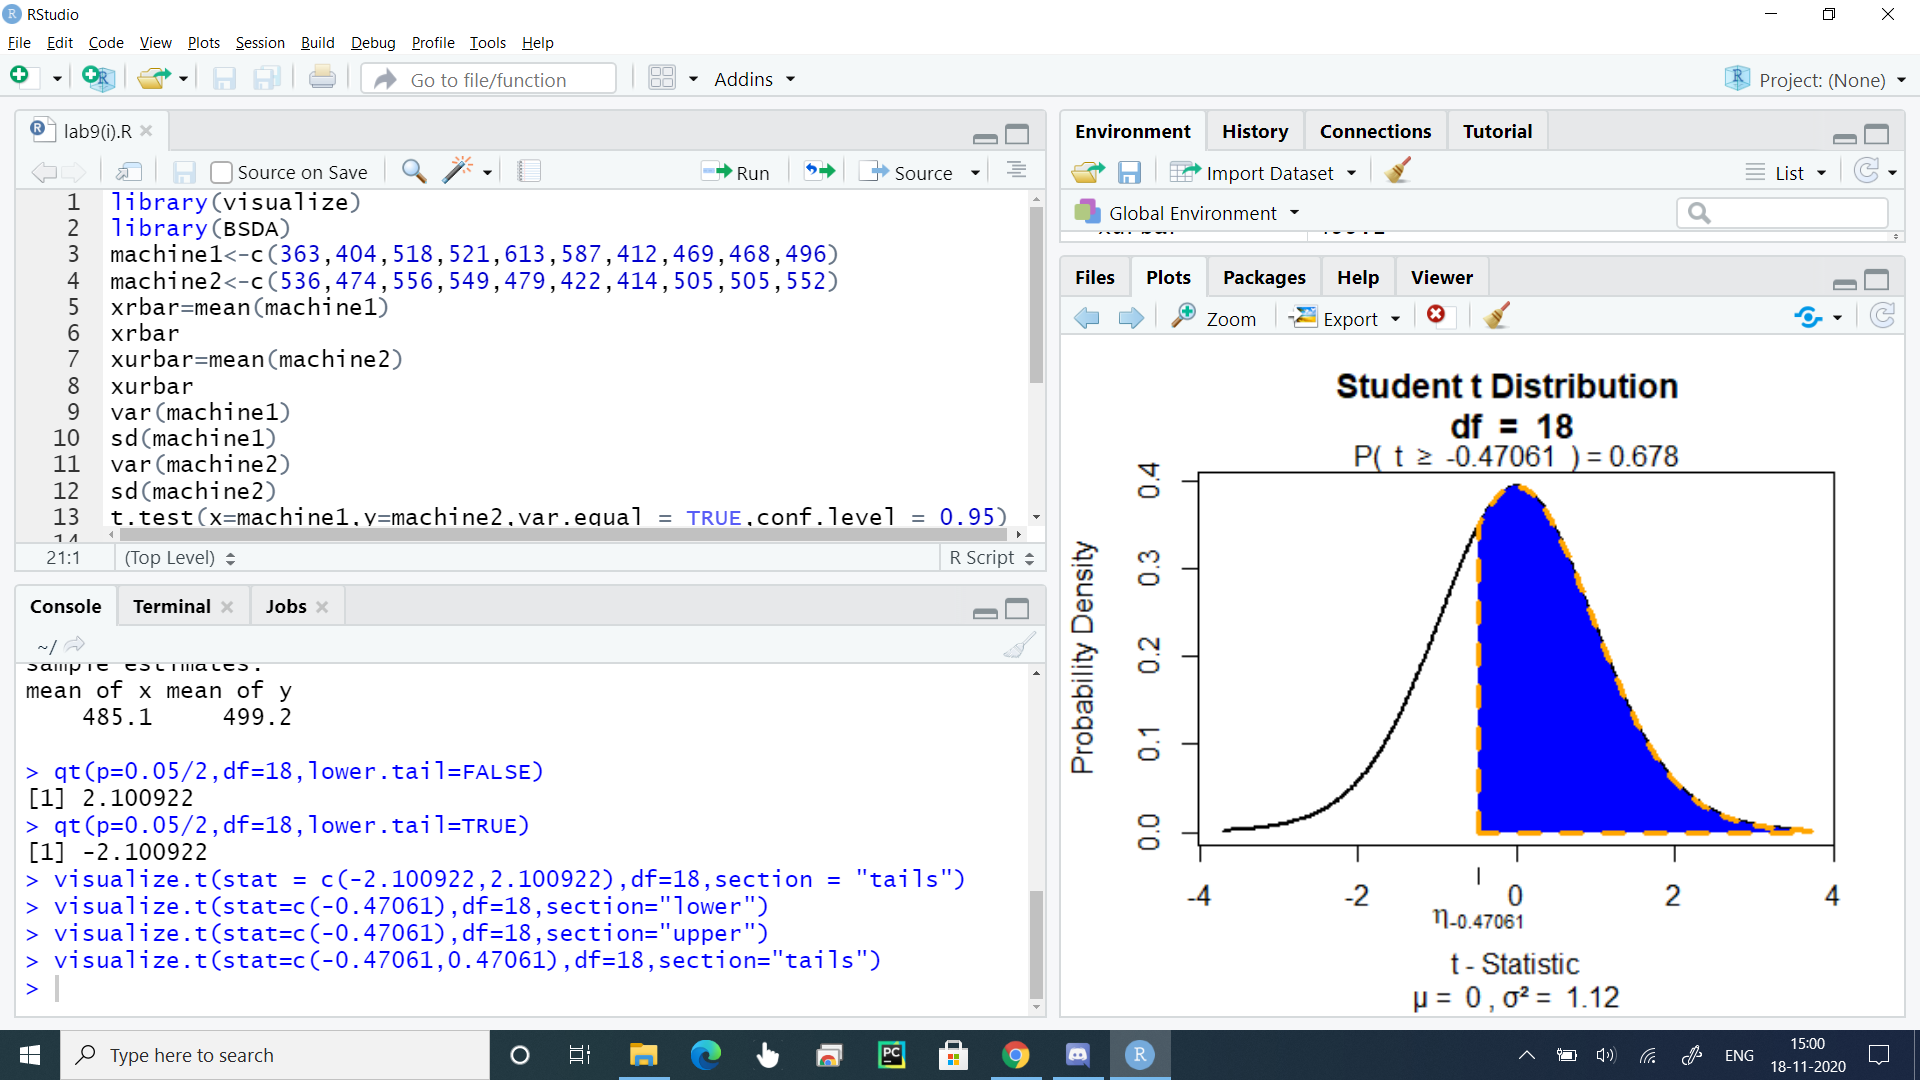 RStudio
File Edit Code View Plots Session Build Debug Profile Tools Help
Go to file/function Addins Project: (None)
lab9(i).R
Source on Save Run Source
1 library(visualize)
2 library(BSDA)
3 machine1<-c(363,404,518,521,613,587,412,469,468,496)
4 machine2<-c(536,474,556,549,479,422,414,505,505,552)
5 xrbar=mean(machine1)
6 xrbar
7 xurbar=mean(machine2)
8 xurbar
9 var(machine1)
10 sd(machine1)
11 var(machine2)
12 sd(machine2)
13 t.test(x=machine1,y=machine2,var.equal = TRUE,conf.level = 0.95)
14
21:1 (Top Level) R Script
Console Terminal Jobs
~/
sample estimates:
mean of x mean of y
485.1 499.2
> qt(p=0.05/2,df=18,lower.tail=FALSE)
[1] 2.100922
> qt(p=0.05/2,df=18,lower.tail=TRUE)
[1] -2.100922
> visualize.t(stat = c(-2.100922,2.100922),df=18,section = "tails")
> visualize.t(stat=c(-0.47061),df=18,section="lower")
> visualize.t(stat=c(-0.47061),df=18,section="upper")
> visualize.t(stat=c(-0.47061,0.47061),df=18,section="tails")
>
Environment History Connections Tutorial
Import Dataset List
Global Environment
Files Plots Packages Help Viewer
Zoom Export
Student t Distribution
df = 18
P( t ≥ -0.47061 ) = 0.678
Probability Density
0.4
0.3
0.2
0.1
0.0
-4 -2 0 2 4
η-0.47061
t - Statistic
μ = 0 , σ² = 1.12
Type here to search
PC
R
ENG
15:00
18-11-2020